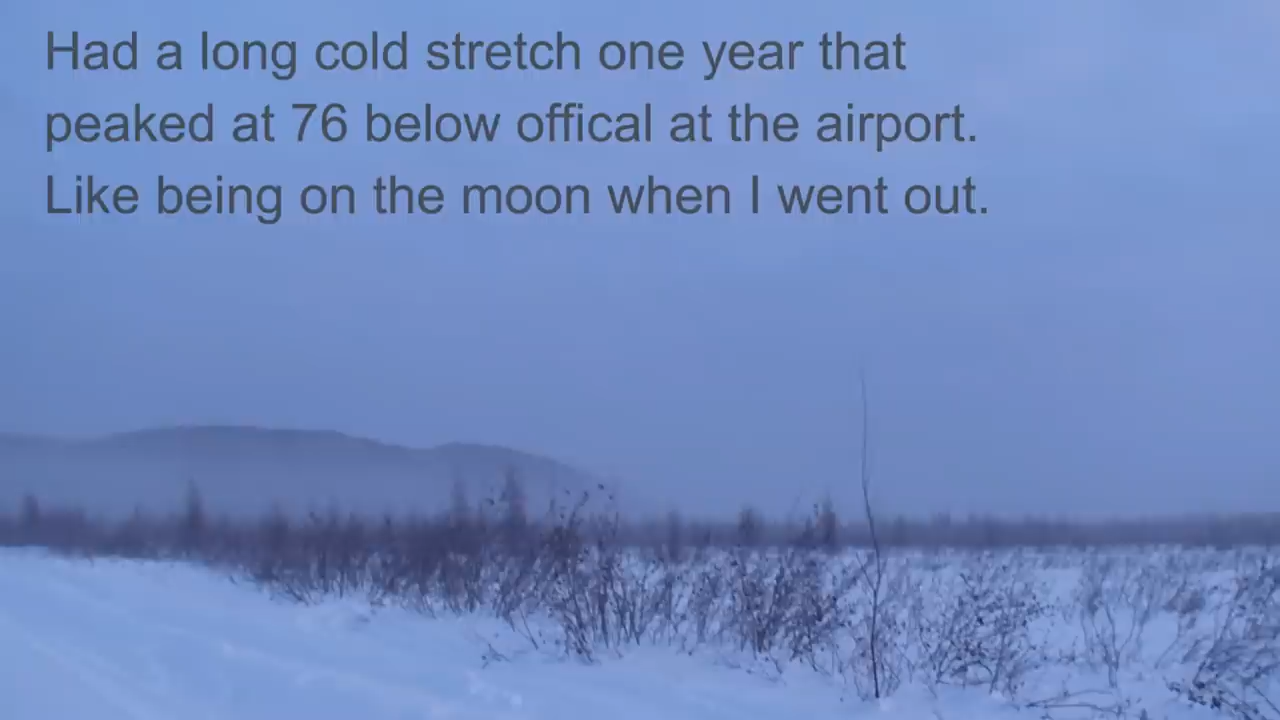 Had a long cold stretch one year that
peaked at 76 below offical at the airport.
Like being on the moon when I went out.